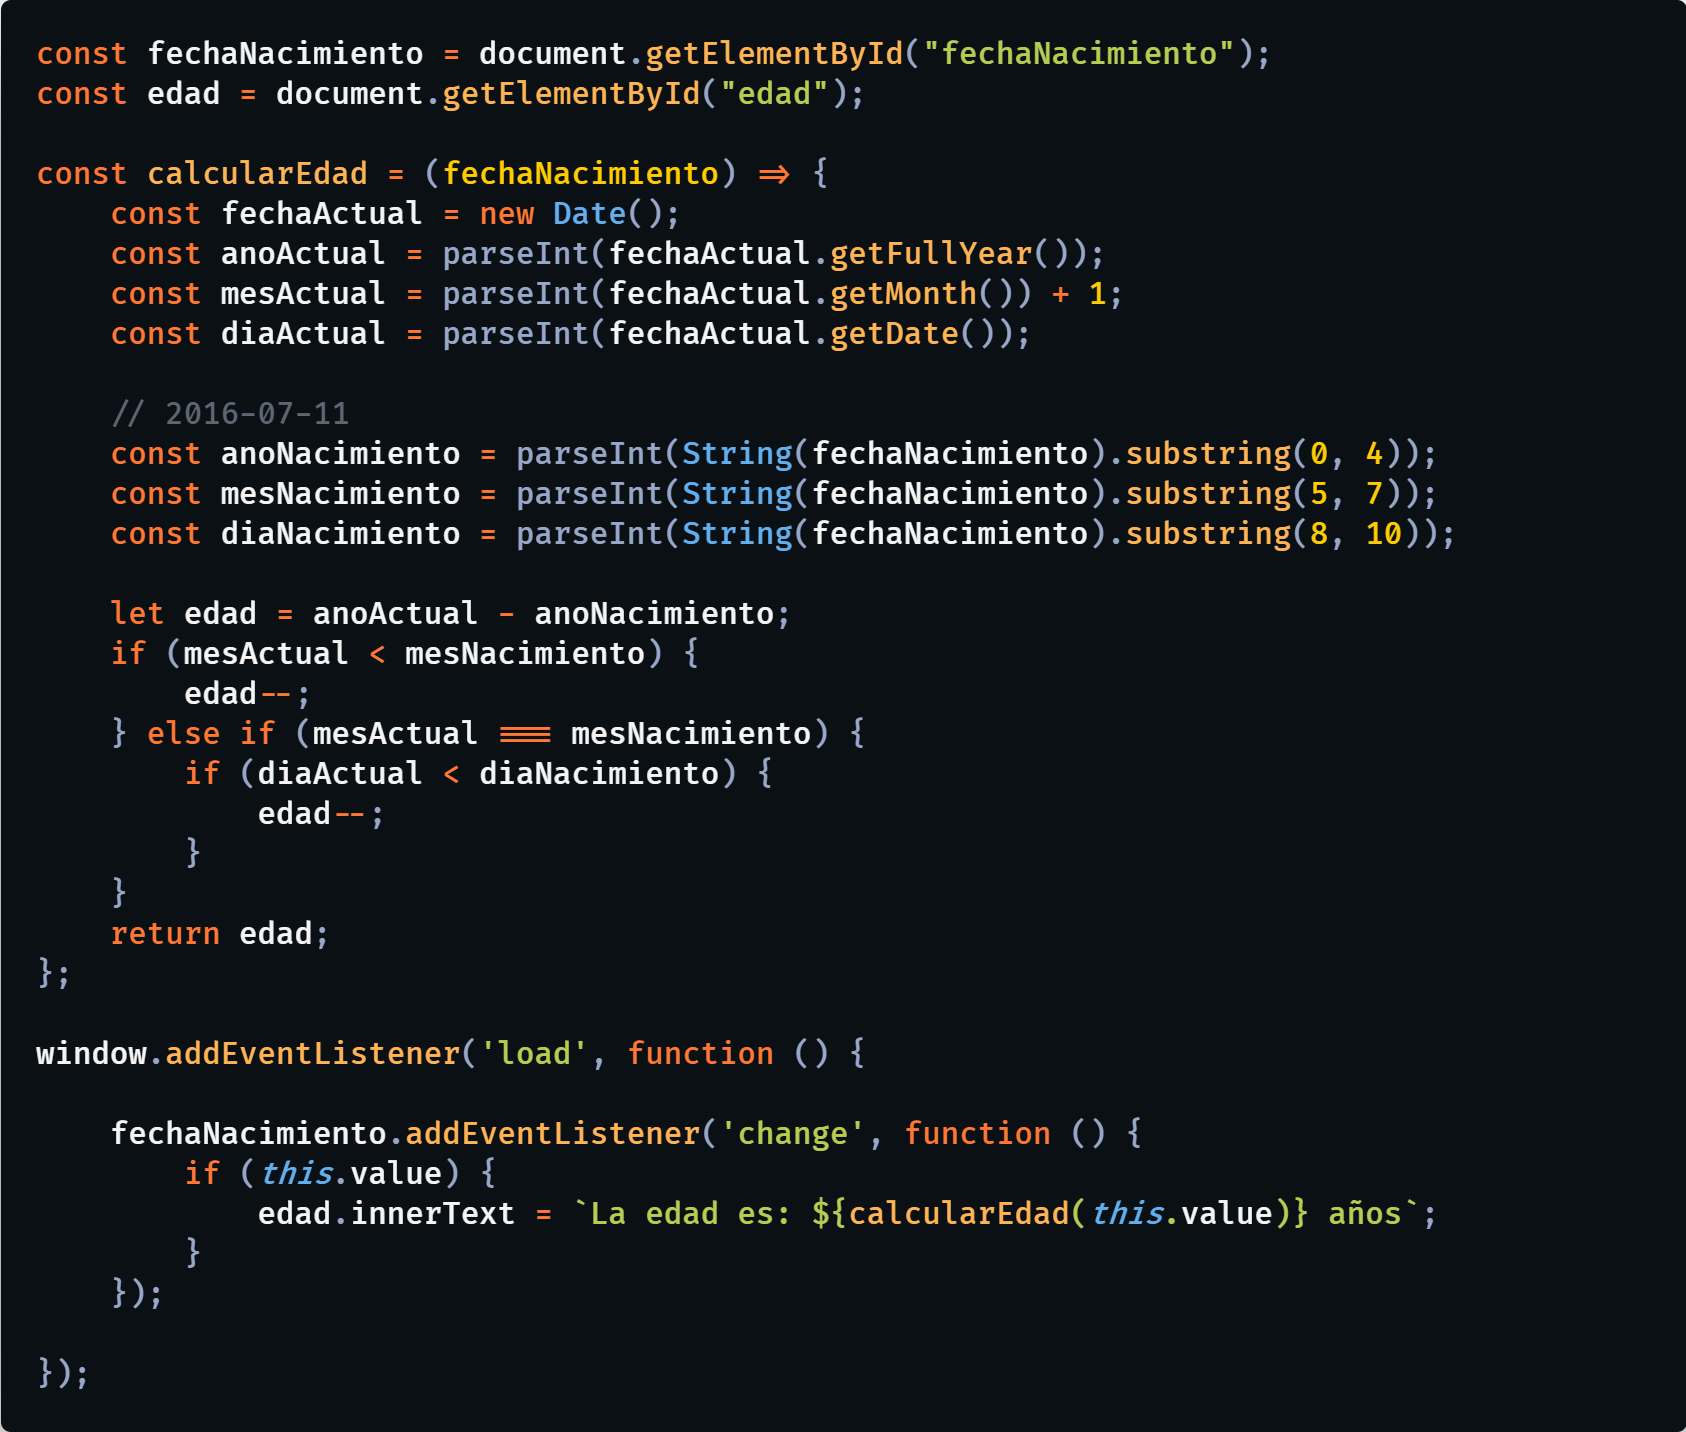 const fechaNacimiento = document.getElementById("fechaNacimiento");
const edad = document.getElementById("edad");
const calcularEdad = (fechaNacimiento) => {
    const fechaActual = new Date();
    const anoActual = parseInt(fechaActual.getFullYear());
    const mesActual = parseInt(fechaActual.getMonth()) + 1;
    const diaActual = parseInt(fechaActual.getDate());
    // 2016-07-11
    const anoNacimiento = parseInt(String(fechaNacimiento).substring(0, 4));
    const mesNacimiento = parseInt(String(fechaNacimiento).substring(5, 7));
    const diaNacimiento = parseInt(String(fechaNacimiento).substring(8, 10));
    let edad = anoActual - anoNacimiento;
    if (mesActual < mesNacimiento) {
        edad--;
    } else if (mesActual === mesNacimiento) {
        if (diaActual < diaNacimiento) {
            edad--;
        }
    }
    return edad;
};
window.addEventListener('load', function () {
    fechaNacimiento.addEventListener('change', function () {
        if (this.value) {
            edad.innerText = `La edad es: ${calcularEdad(this.value)} años`;
        }
    });
});